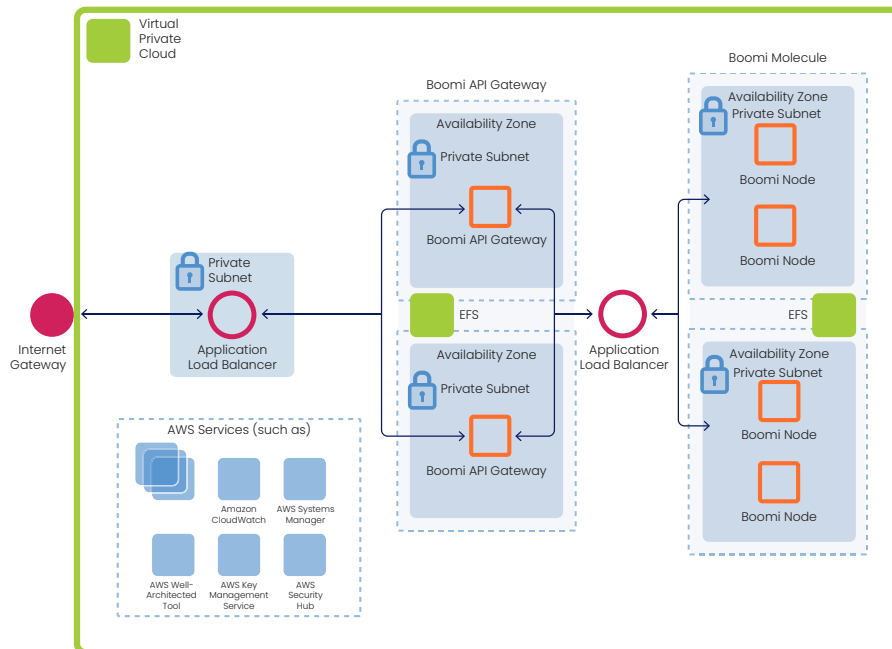 Virtual
Private
Cloud
Boomi API Gateway
Availability Zone
Private Subnet
Boomi API Gateway
EFS
Availability Zone
Private Subnet
Boomi API Gateway
Boomi Molecule
Availability Zone
Private Subnet
Boomi Node
Boomi Node
EFS
Availability Zone
Private Subnet
Boomi Node
Boomi Node
Private
Subnet
Application
Load Balancer
Internet
Gateway
Application
Load Balancer
AWS Services (such as)
Amazon
CloudWatch
AWS Systems
Manager
AWS Well-
Architected
Tool
AWS Key
Management
Service
AWS
Security
Hub